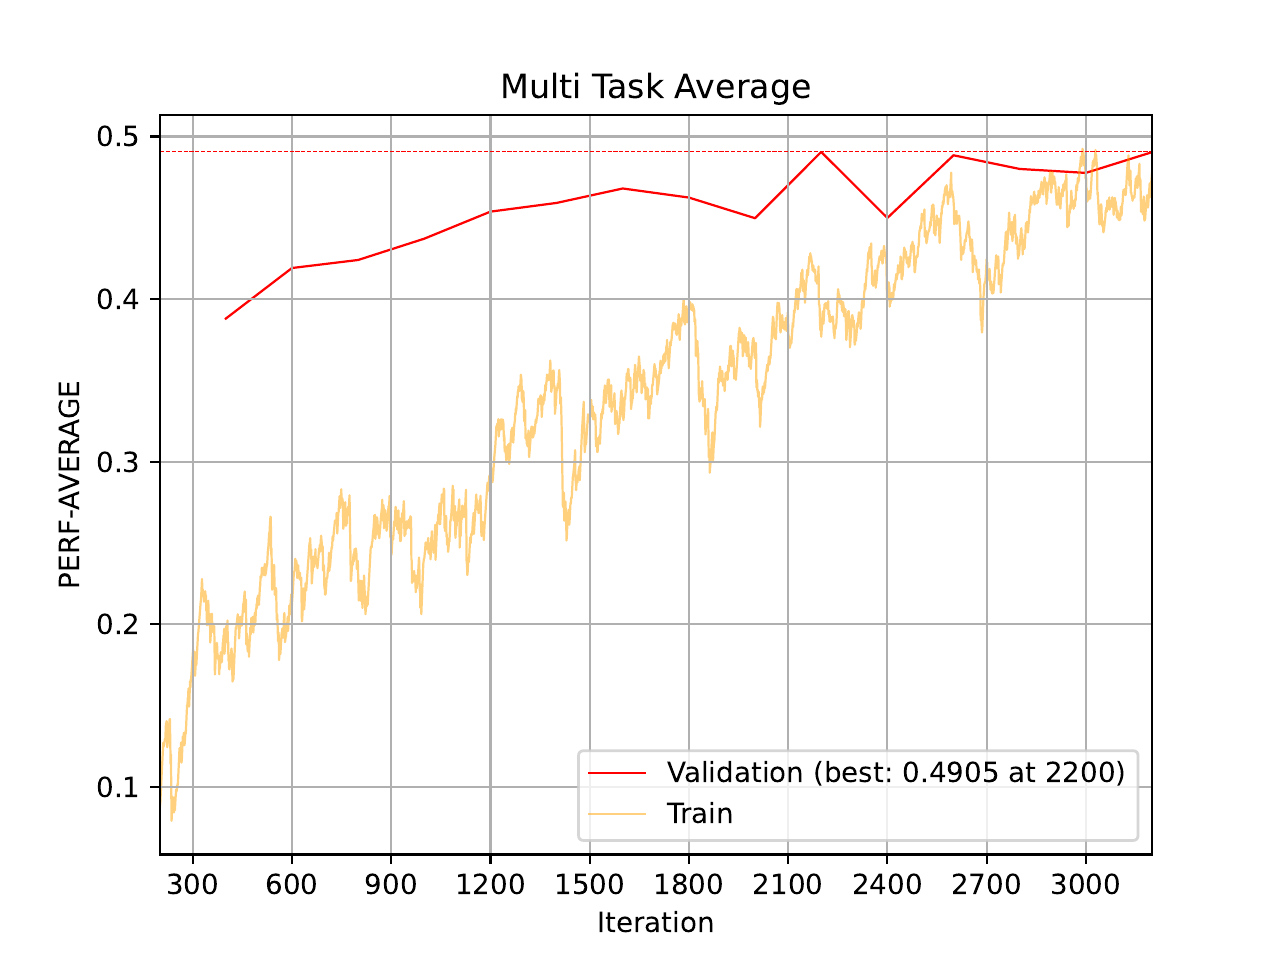 Multi Task Average
PERF-AVERAGE
0.5
0.4
0.3
0.2
0.1
Validation (best: 0.4905 at 2200)
Train
300 600 900 1200 1500 1800 2100 2400 2700 3000
Iteration